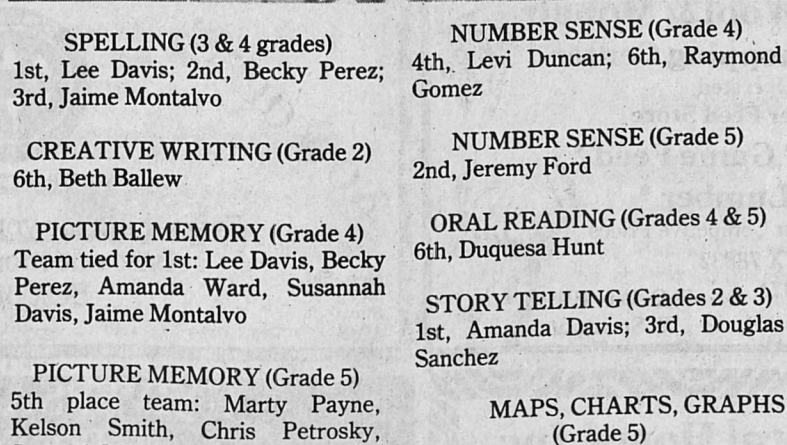 SPELLING (3 & 4 grades)
1st, Lee Davis; 2nd, Becky Perez;
3rd, Jaime Montalvo
CREATIVE WRITING (Grade 2)
6th, Beth Ballew
PICTURE MEMORY (Grade 4)
Team tied for 1st: Lee Davis, Becky
Perez, Amanda Ward, Susannah
Davis, Jaime Montalvo
PICTURE MEMORY (Grade 5)
5th place team: Marty Payne,
Kelson Smith, Chris Petrosky,
NUMBER SENSE (Grade 4)
4th, Levi Duncan; 6th, Raymond
Gomez
NUMBER SENSE (Grade 5)
2nd, Jeremy Ford
ORAL READING (Grades 4 & 5)
6th, Duquesa Hunt
STORY TELLING (Grades 2 & 3)
1st, Amanda Davis; 3rd, Douglas
Sanchez
MAPS, CHARTS, GRAPHS
(Grade 5)